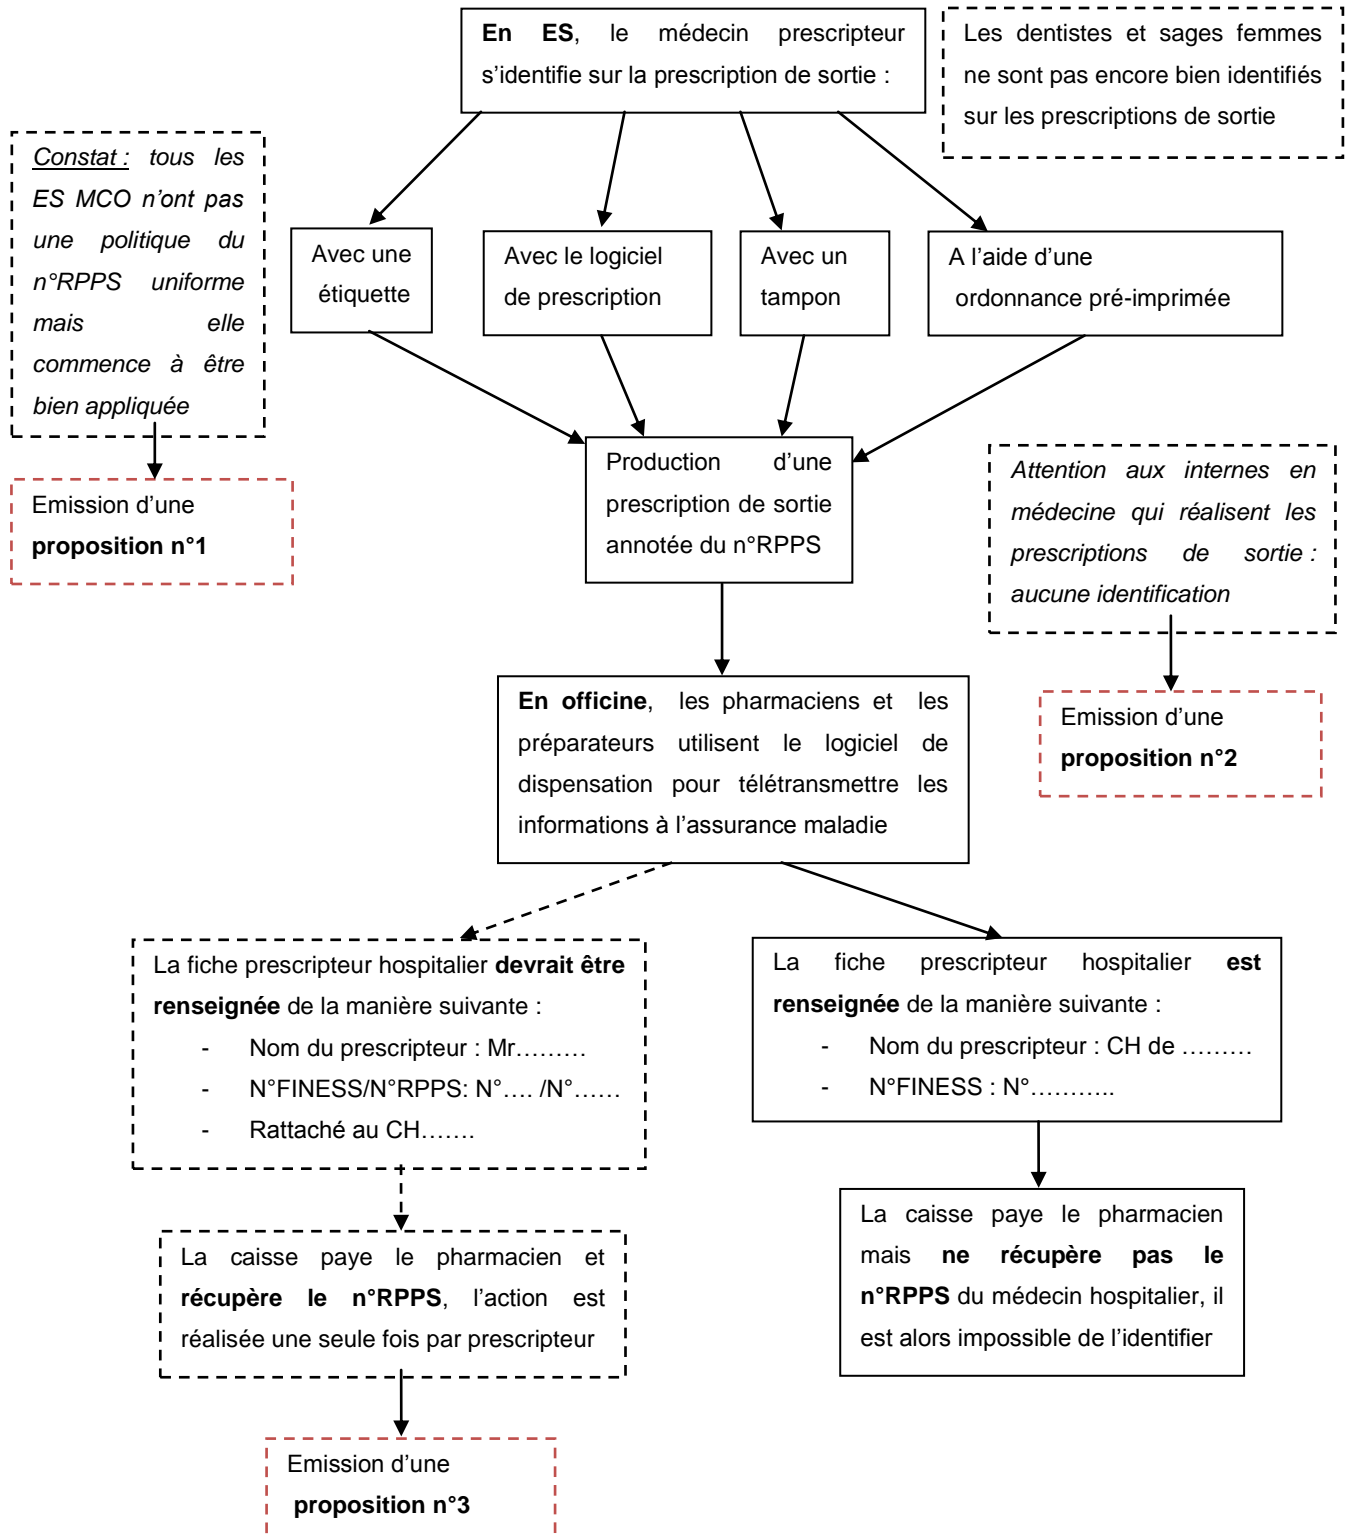 En ES, le médecin prescripteur
s'identifie sur la prescription de sortie :
Les dentistes et sages femmes
ne sont pas encore bien identifiés
sur les prescriptions de sortie
Constat : tous les
ES MCO n'ont pas
une politique du
n°RPPS uniforme
mais elle
commence à être
bien appliquée
Avec une
étiquette
Avec le logiciel
de prescription
Avec un
tampon
A l'aide d'une
ordonnance pré-imprimée
Emission d'une
proposition n°1
Production d'une
prescription de sortie
annotée du n°RPPS
Attention aux internes en
médecine qui réalisent les
prescriptions de sortie :
aucune identification
Emission d'une
proposition n°2
En officine, les pharmaciens et les
préparateurs utilisent le logiciel de
dispensation pour télétransmettre les
informations à l'assurance maladie
La fiche prescripteur hospitalier devrait être
renseignée de la manière suivante :
- Nom du prescripteur : Mr………
- N°FINESS/N°RPPS: N°…. /N°……
- Rattaché au CH…….
La fiche prescripteur hospitalier est
renseignée de la manière suivante :
- Nom du prescripteur : CH de ………
- N°FINESS : N°………..
La caisse paye le pharmacien et
récupère le n°RPPS, l'action est
réalisée une seule fois par prescripteur
La caisse paye le pharmacien
mais ne récupère pas le
n°RPPS du médecin hospitalier, il
est alors impossible de l'identifier
Emission d'une
proposition n°3